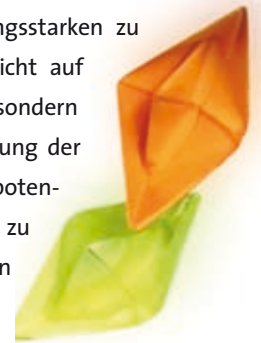 ngsstarken zu
icht auf
sondern
ung der
poten-
zu
n